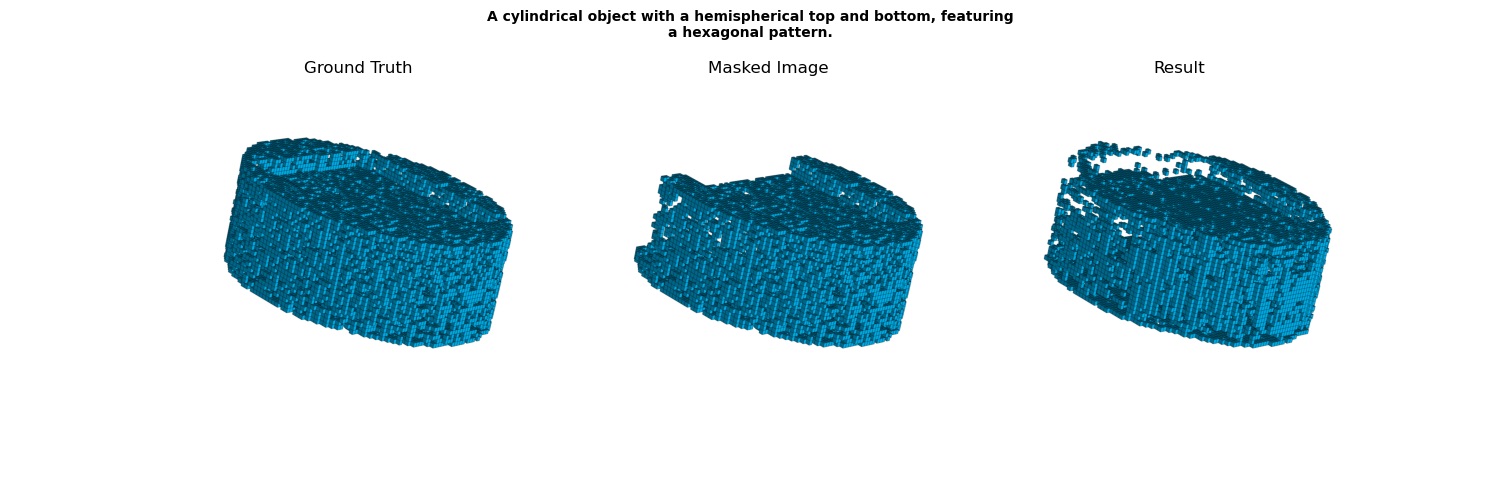 A cylindrical object with a hemispherical top and bottom, featuring
a hexagonal pattern.
Ground Truth
Masked Image
Result